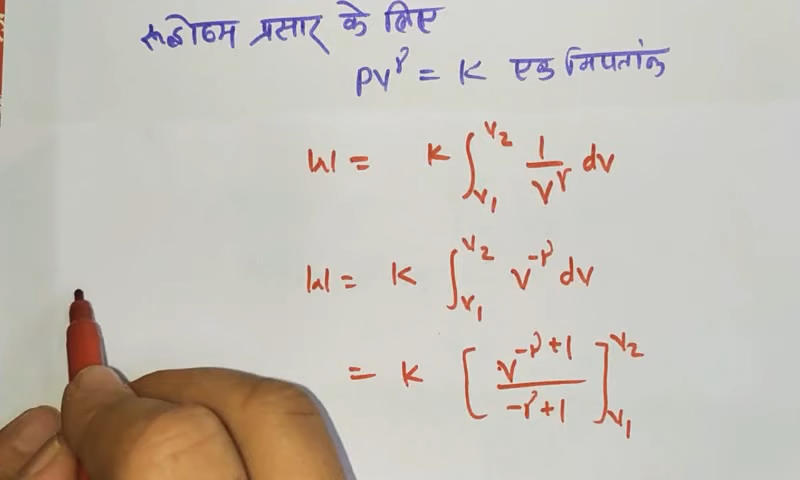 रूद्धोष्म प्रसार के लिए
PV^γ = K एक नियतांक
W = K ∫_{V₁}^{V₂} 1/V^γ dv
W = K ∫_{V₁}^{V₂} V^{-γ} dv
= K [V^{-γ+1}/(-γ+1)]_{V₁}^{V₂}